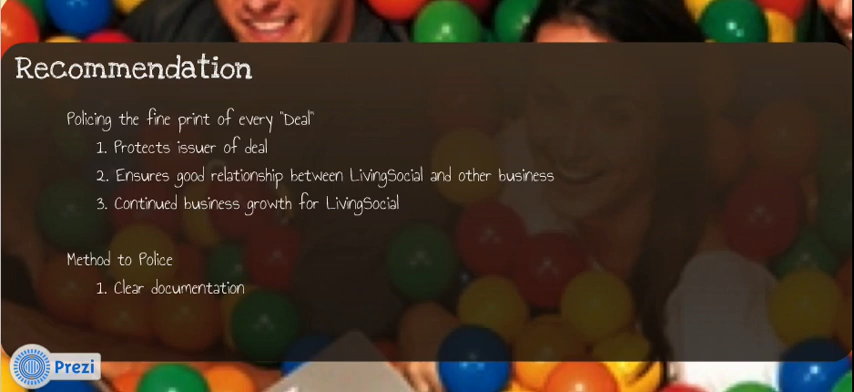 Recommendation
Policing the fine print of every "Deal"
1. Protects issuer of deal
2. Ensures good relationship between LivingSocial and other business
3. Continued business growth for LivingSocial
Method to Police
1. Clear documentation
Prezi